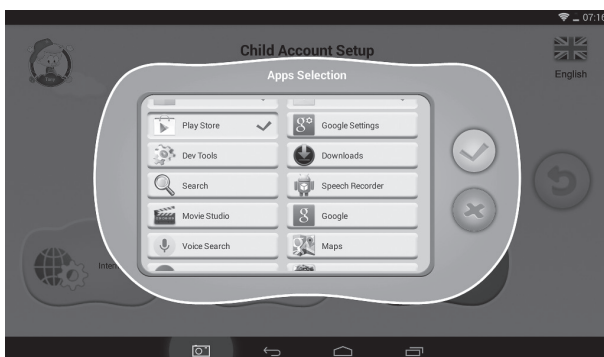 07:16
Child Account Setup
English
Apps Selection
Play Store
Google Settings
Dev Tools
Downloads
Search
Speech Recorder
Movie Studio
Google
Voice Search
Maps
Inter